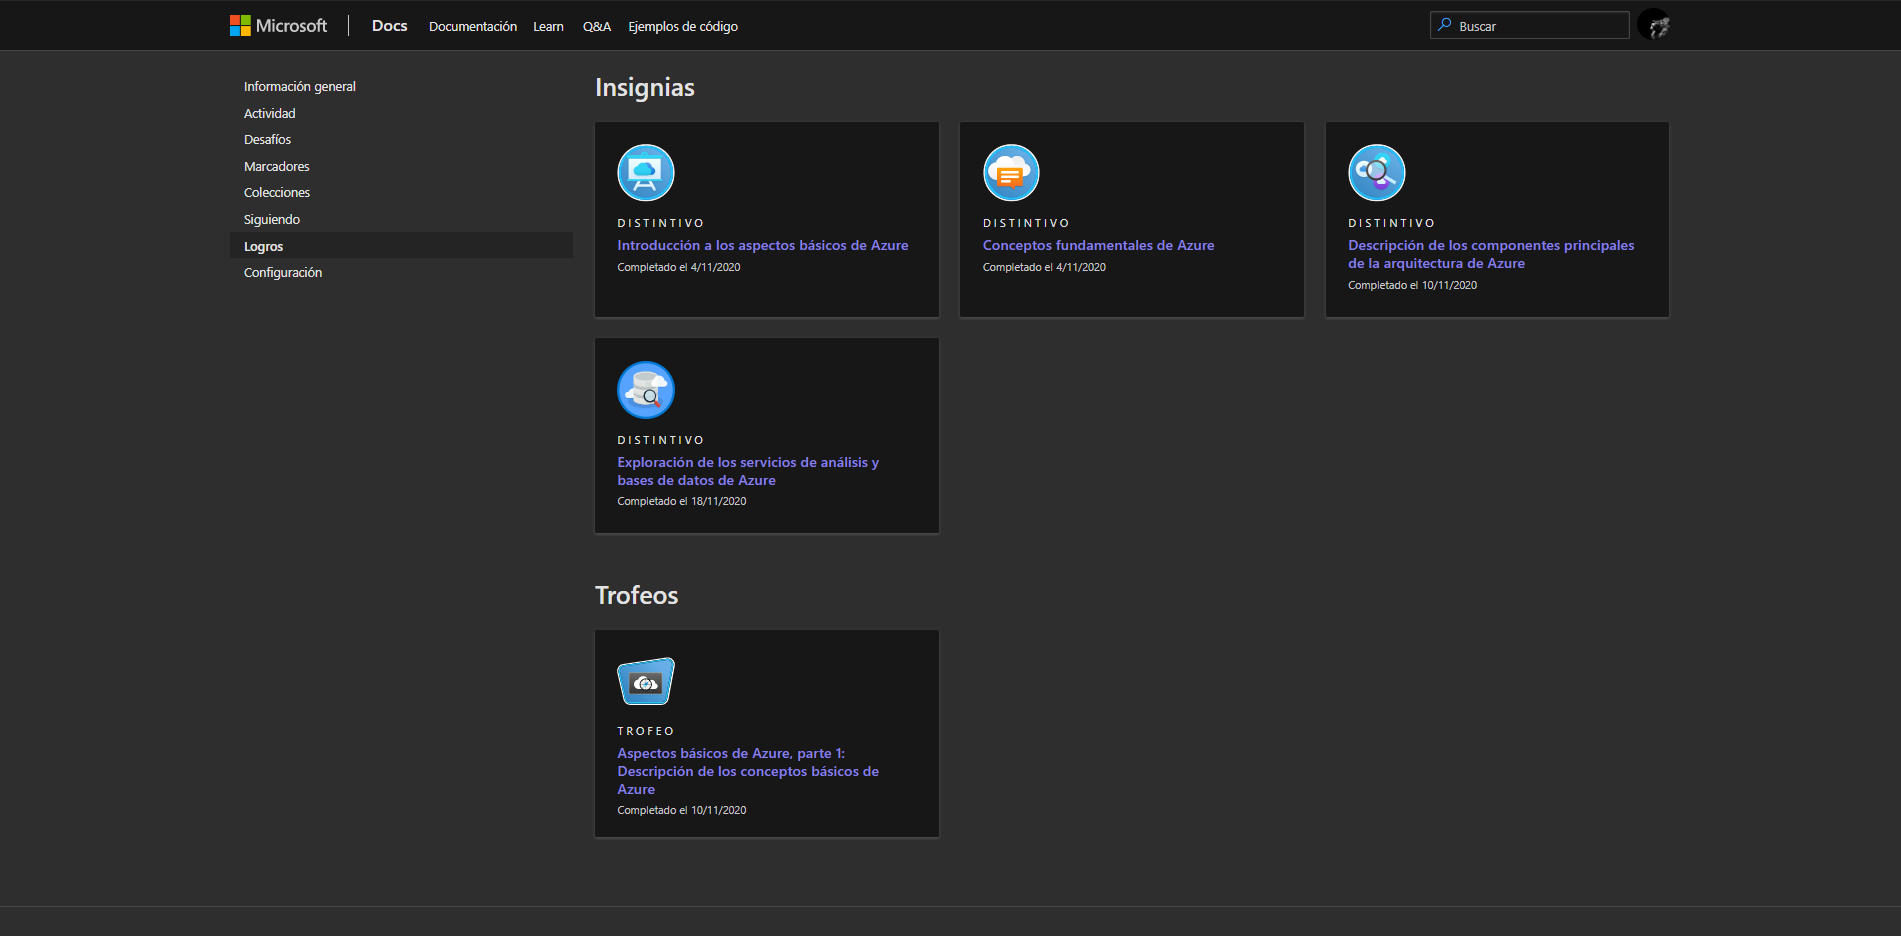 Microsoft
Docs
Documentación
Learn
Q&A
Ejemplos de código
Buscar
Información general
Actividad
Desafíos
Marcadores
Colecciones
Siguiendo
Logros
Configuración
Insignias
DISTINTIVO
Introducción a los aspectos básicos de Azure
Completado el 4/11/2020
DISTINTIVO
Conceptos fundamentales de Azure
Completado el 4/11/2020
DISTINTIVO
Descripción de los componentes principales
de la arquitectura de Azure
Completado el 10/11/2020
DISTINTIVO
Exploración de los servicios de análisis y
bases de datos de Azure
Completado el 18/11/2020
Trofeos
TROFEO
Aspectos básicos de Azure, parte 1:
Descripción de los conceptos básicos de
Azure
Completado el 10/11/2020